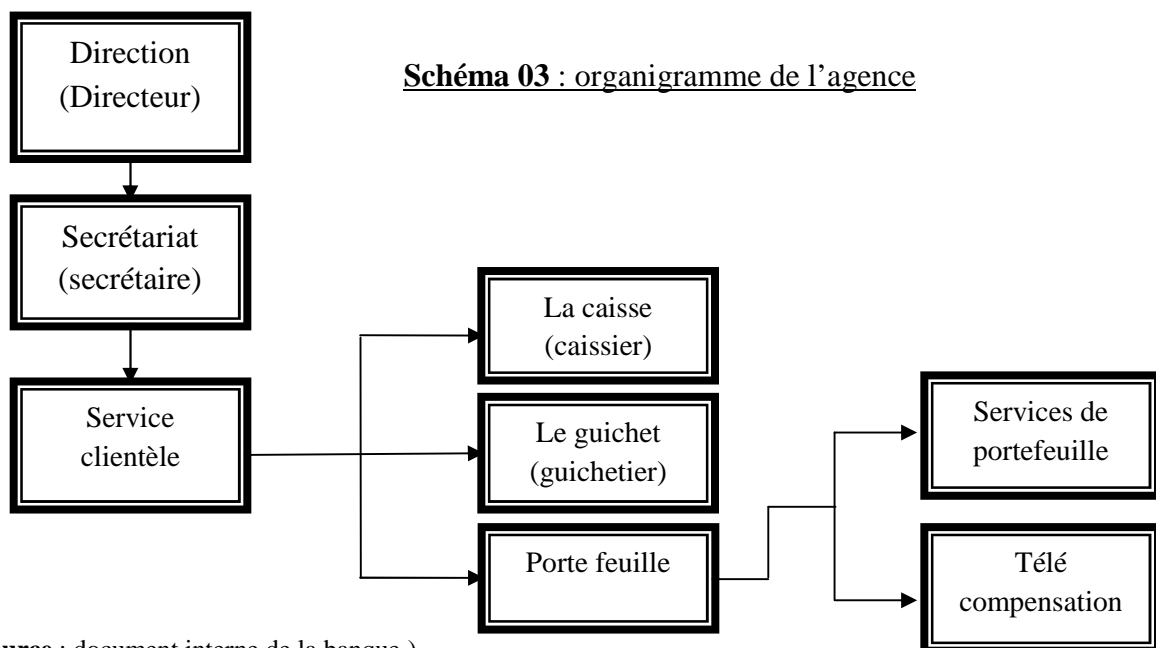 Direction
(Directeur)
Schéma 03 : organigramme de l’agence
Secrétariat
(secrétaire)
Service
clientèle
La caisse
(caissier)
Le guichet
(guichetier)
Porte feuille
Services de
portefeuille
Télé
compensation
: document interne de la banque )